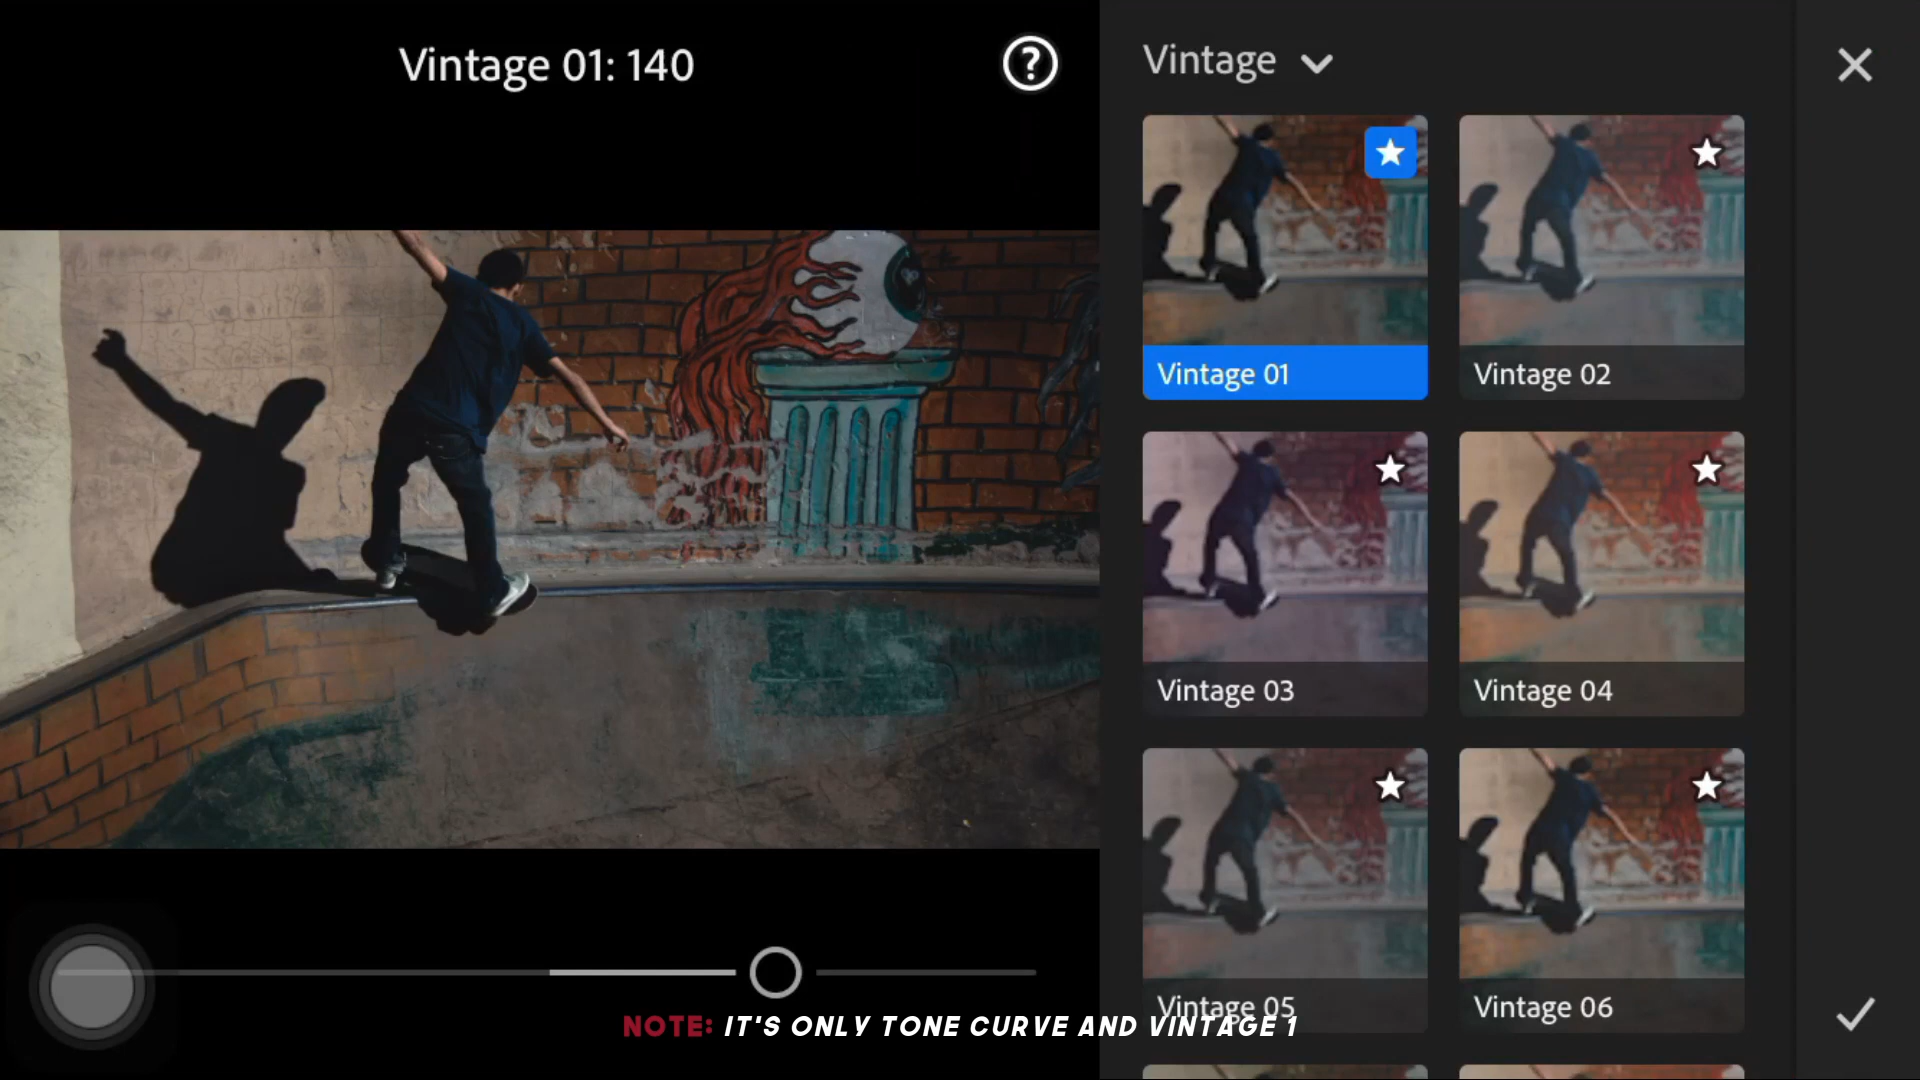 Vintage 01: 140
?
Vintage
Vintage 01
Vintage 02
Vintage 03
Vintage 04
Vintage 05
Vintage 06
NOTE: IT'S ONLY TONE CURVE AND VINTAGE 1